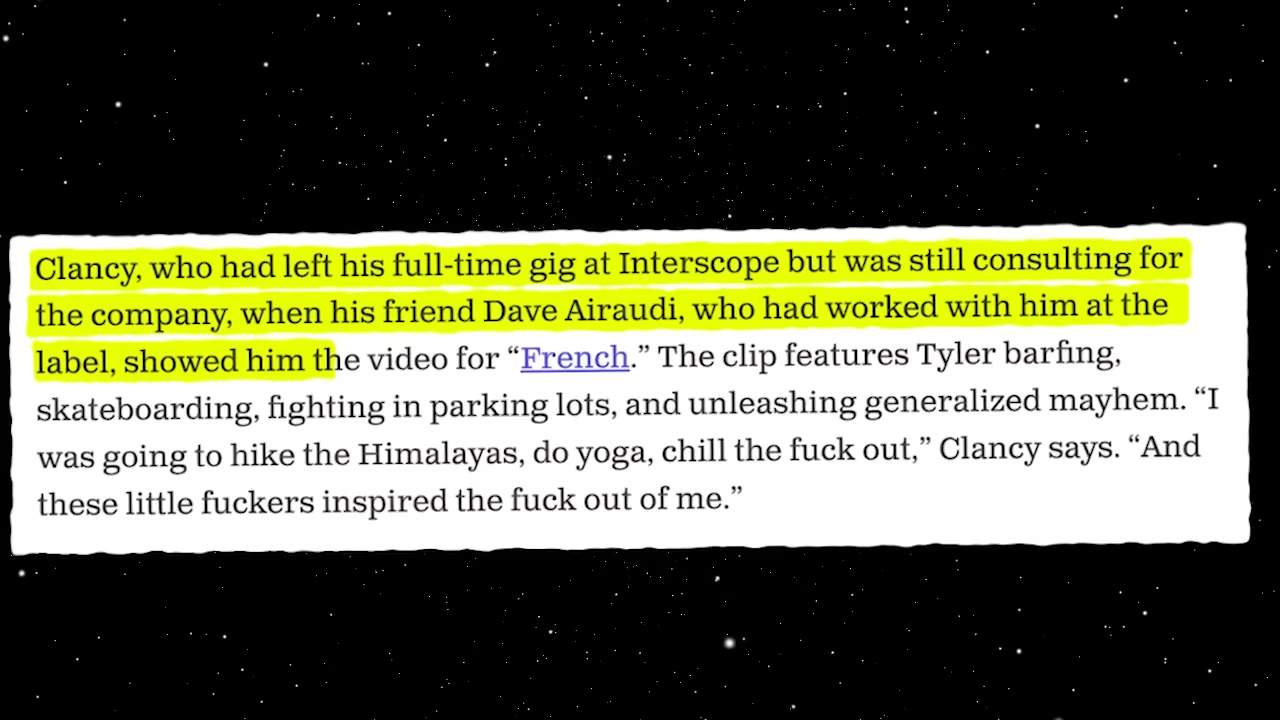 Clancy, who had left his full-time gig at Interscope but was still consulting for
the company, when his friend Dave Airaudi, who had worked with him at the
label, showed him the video for “French.” The clip features Tyler barfing,
skateboarding, fighting in parking lots, and unleashing generalized mayhem. “I
was going to hike the Himalayas, do yoga, chill the fuck out,” Clancy says. “And
these little fuckers inspired the fuck out of me.”